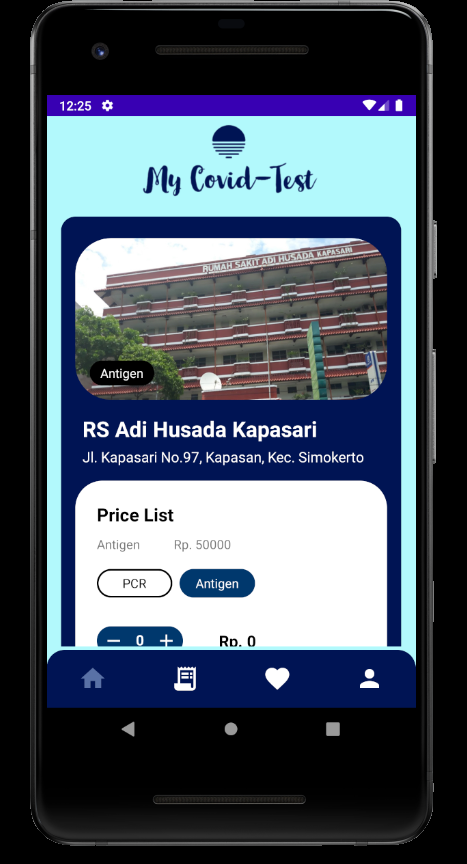 12:25
My Covid-Test
RUMAH SAKIT ADI HUSADA KAPASARI
Antigen
RS Adi Husada Kapasari
Jl. Kapasari No.97, Kapasan, Kec. Simokerto
Price List
Antigen Rp. 50000
PCR Antigen
− 0 + Rp. 0